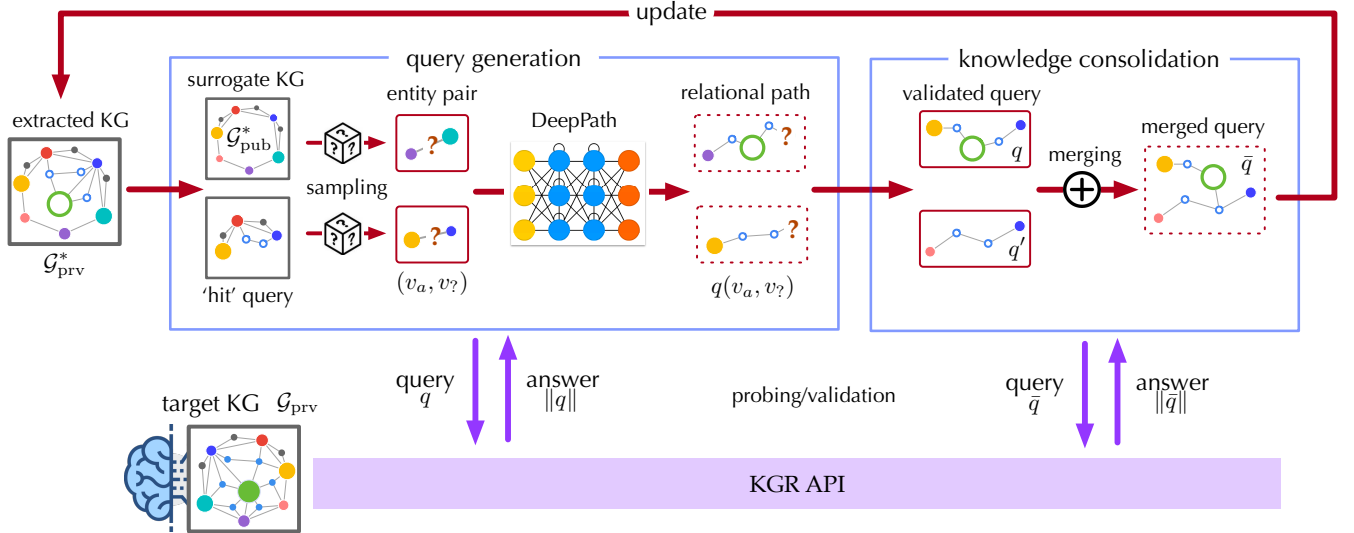 update
query generation
knowledge consolidation
surrogate KG
entity pair
relational path
validated query
extracted KG
DeepPath
merged query
𝒢*pub
?
?
q
merging
q̄
sampling
?
?
q′
𝒢*prv
'hit' query
(vₐ, v?)
q(vₐ, v?)
query
q
answer
‖q‖
probing/validation
query
q̄
answer
‖q̄‖
target KG 𝒢prv
KGR API